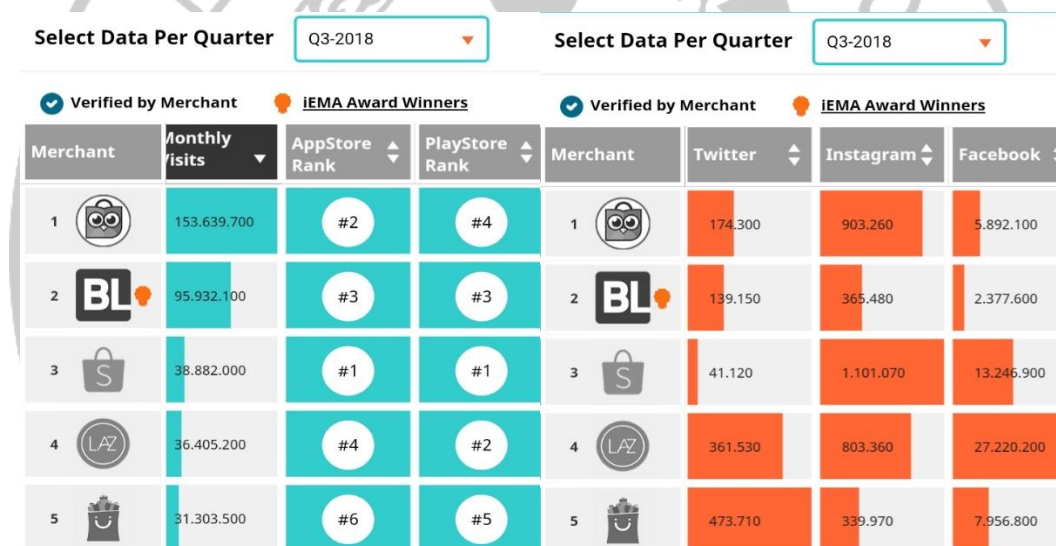 Select Data Per Quarter Q3-2018
Verified by Merchant iEMA Award Winners
Merchant Monthly Visits AppStore Rank PlayStore Rank
1 153.639.700 #2 #4
2 BL 95.932.100 #3 #3
3 S 38.882.000 #1 #1
4 LAZ 36.405.200 #4 #2
5 31.303.500 #6 #5
Select Data Per Quarter Q3-2018
Verified by Merchant iEMA Award Winners
Merchant Twitter Instagram Facebook
1 174.300 903.260 5.892.100
2 BL 139.150 365.480 2.377.600
3 S 41.120 1.101.070 13.246.900
4 LAZ 361.530 803.360 27.220.200
5 473.710 339.970 7.956.800